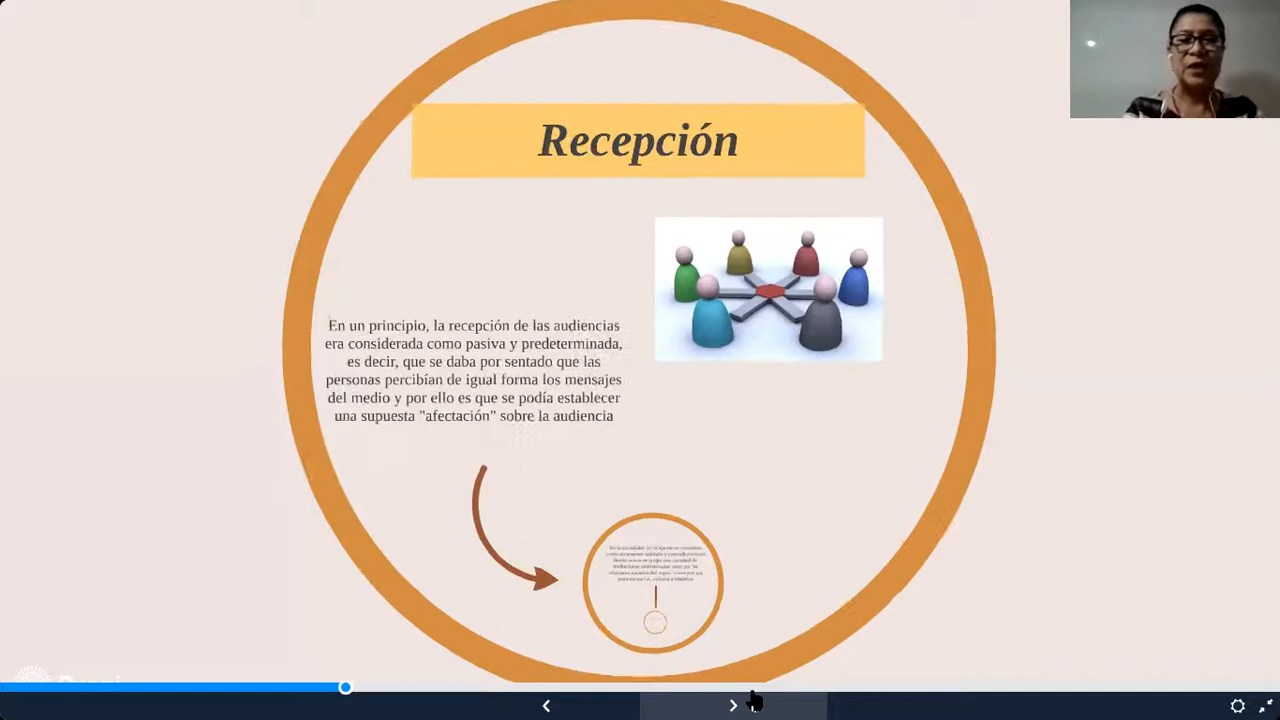 Recepción
En un principio, la recepción de las audiencias
era considerada como pasiva y predeterminada,
es decir, que se daba por sentado que las
personas percibían de igual forma los mensajes
del medio y por ello es que se podía establecer
una supuesta "afectación" sobre la audiencia